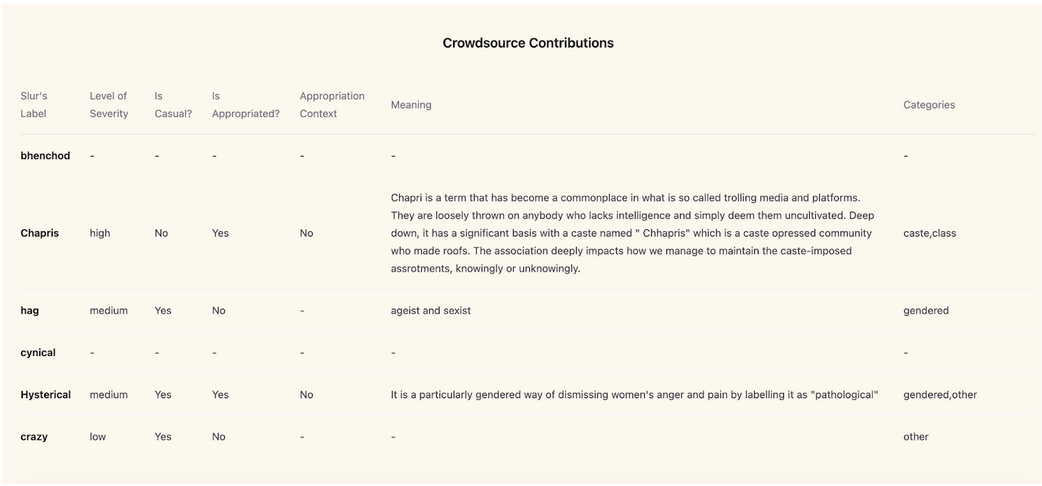 Crowdsource Contributions
Slur's Label	Level of Severity	Is Casual?	Is Appropriated?	Appropriation Context	Meaning	Categories
bhenchod	-	-	-	-	-	-
Chapris	high	No	Yes	No	Chapri is a term that has become a commonplace in what is so called trolling media and platforms.
They are loosely thrown on anybody who lacks intelligence and simply deem them uncultivated. Deep
down, it has a significant basis with a caste named " Chhapris" which is a caste opressed community
who made roofs. The association deeply impacts how we manage to maintain the caste-imposed
assrotments, knowingly or unknowingly.	caste,class
hag	medium	Yes	No	-	ageist and sexist	gendered
cynical	-	-	-	-	-	-
Hysterical	medium	Yes	Yes	No	It is a particularly gendered way of dismissing women's anger and pain by labelling it as "pathological"	gendered,other
crazy	low	Yes	No	-	-	other